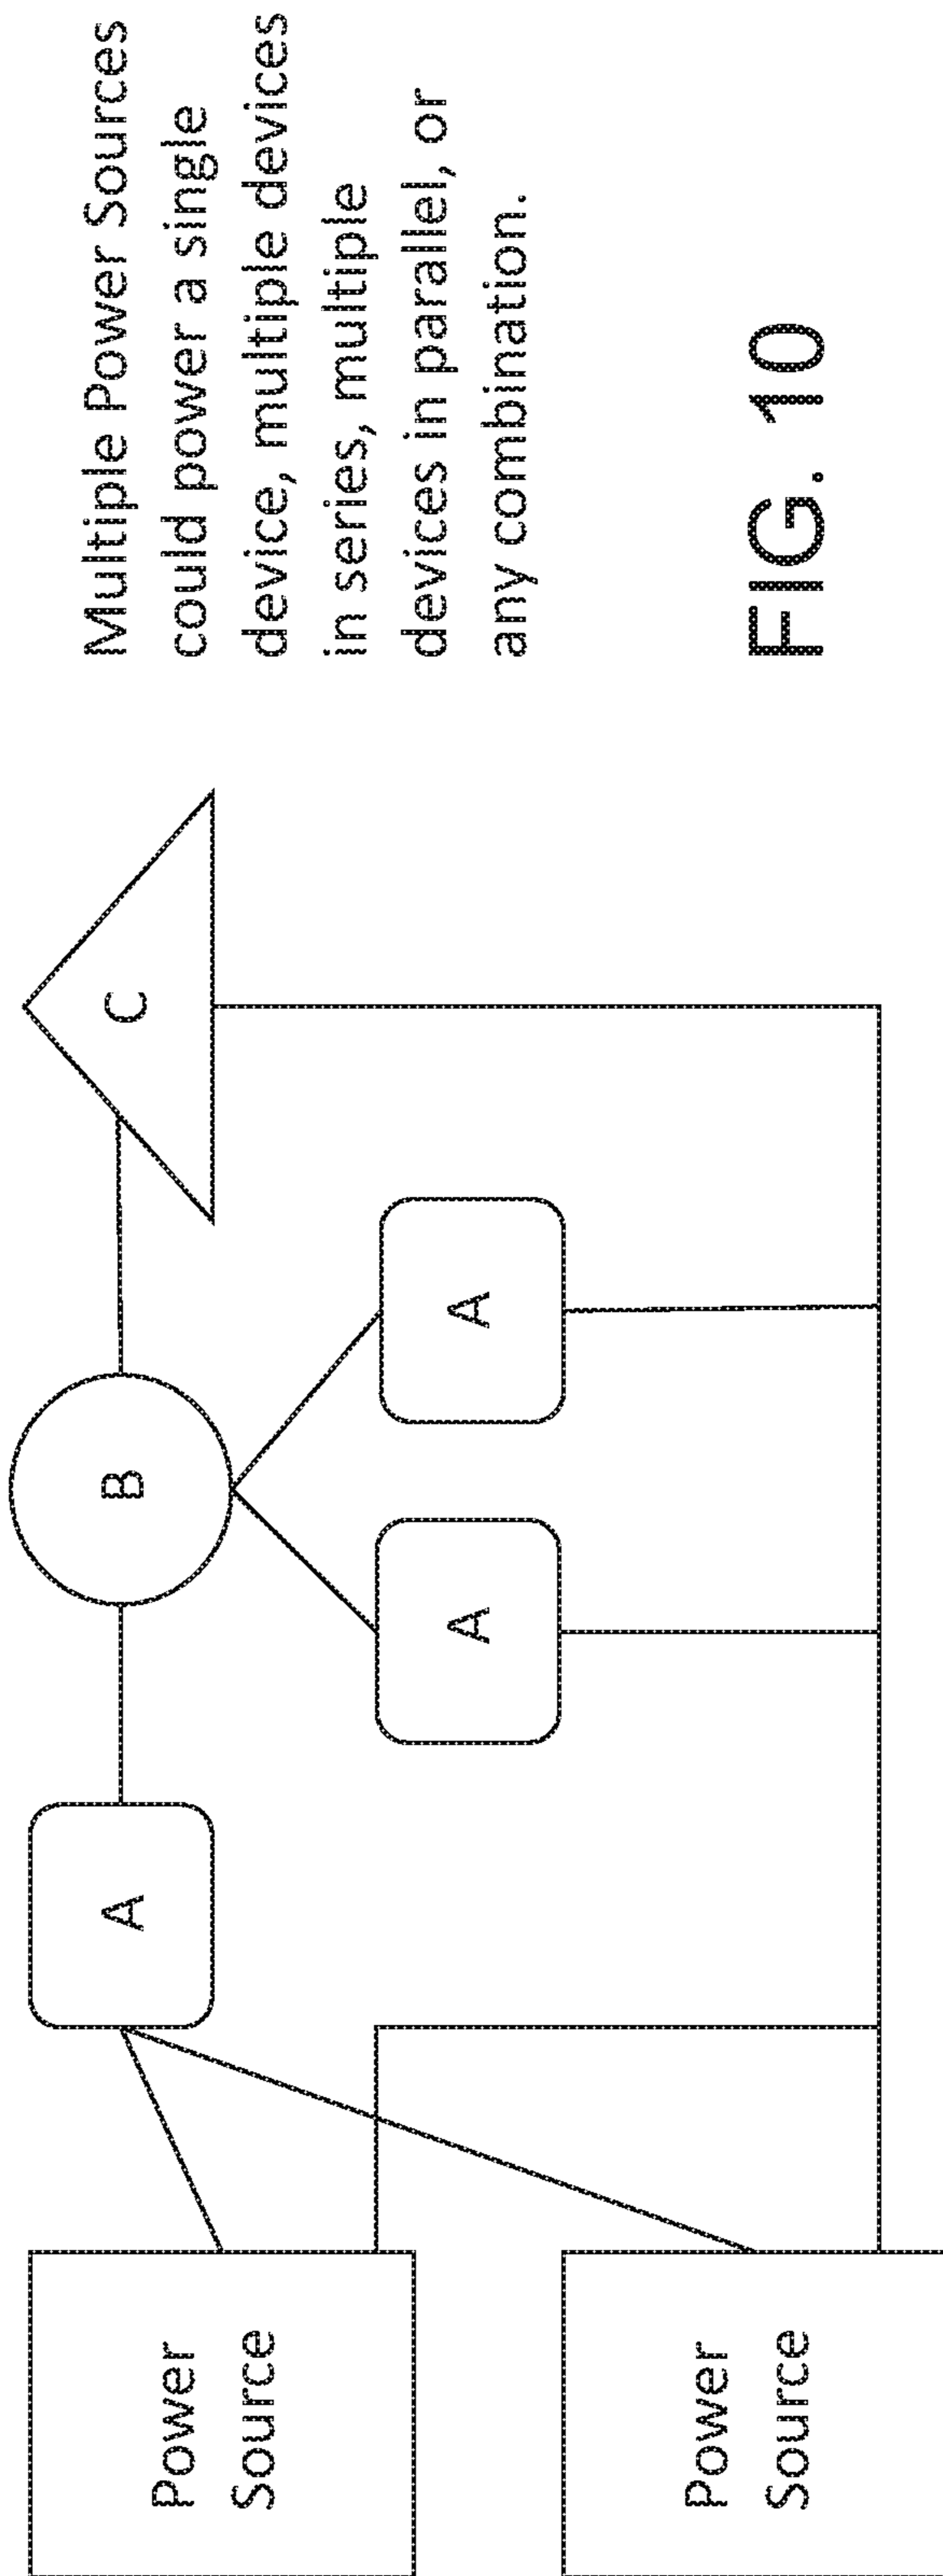 Power
Source
Power
Source
A
B
C
A
A
Multiple Power Sources
could power a single
device, multiple devices
in series, multiple
devices in parallel, or
any combination.
FIG. 10